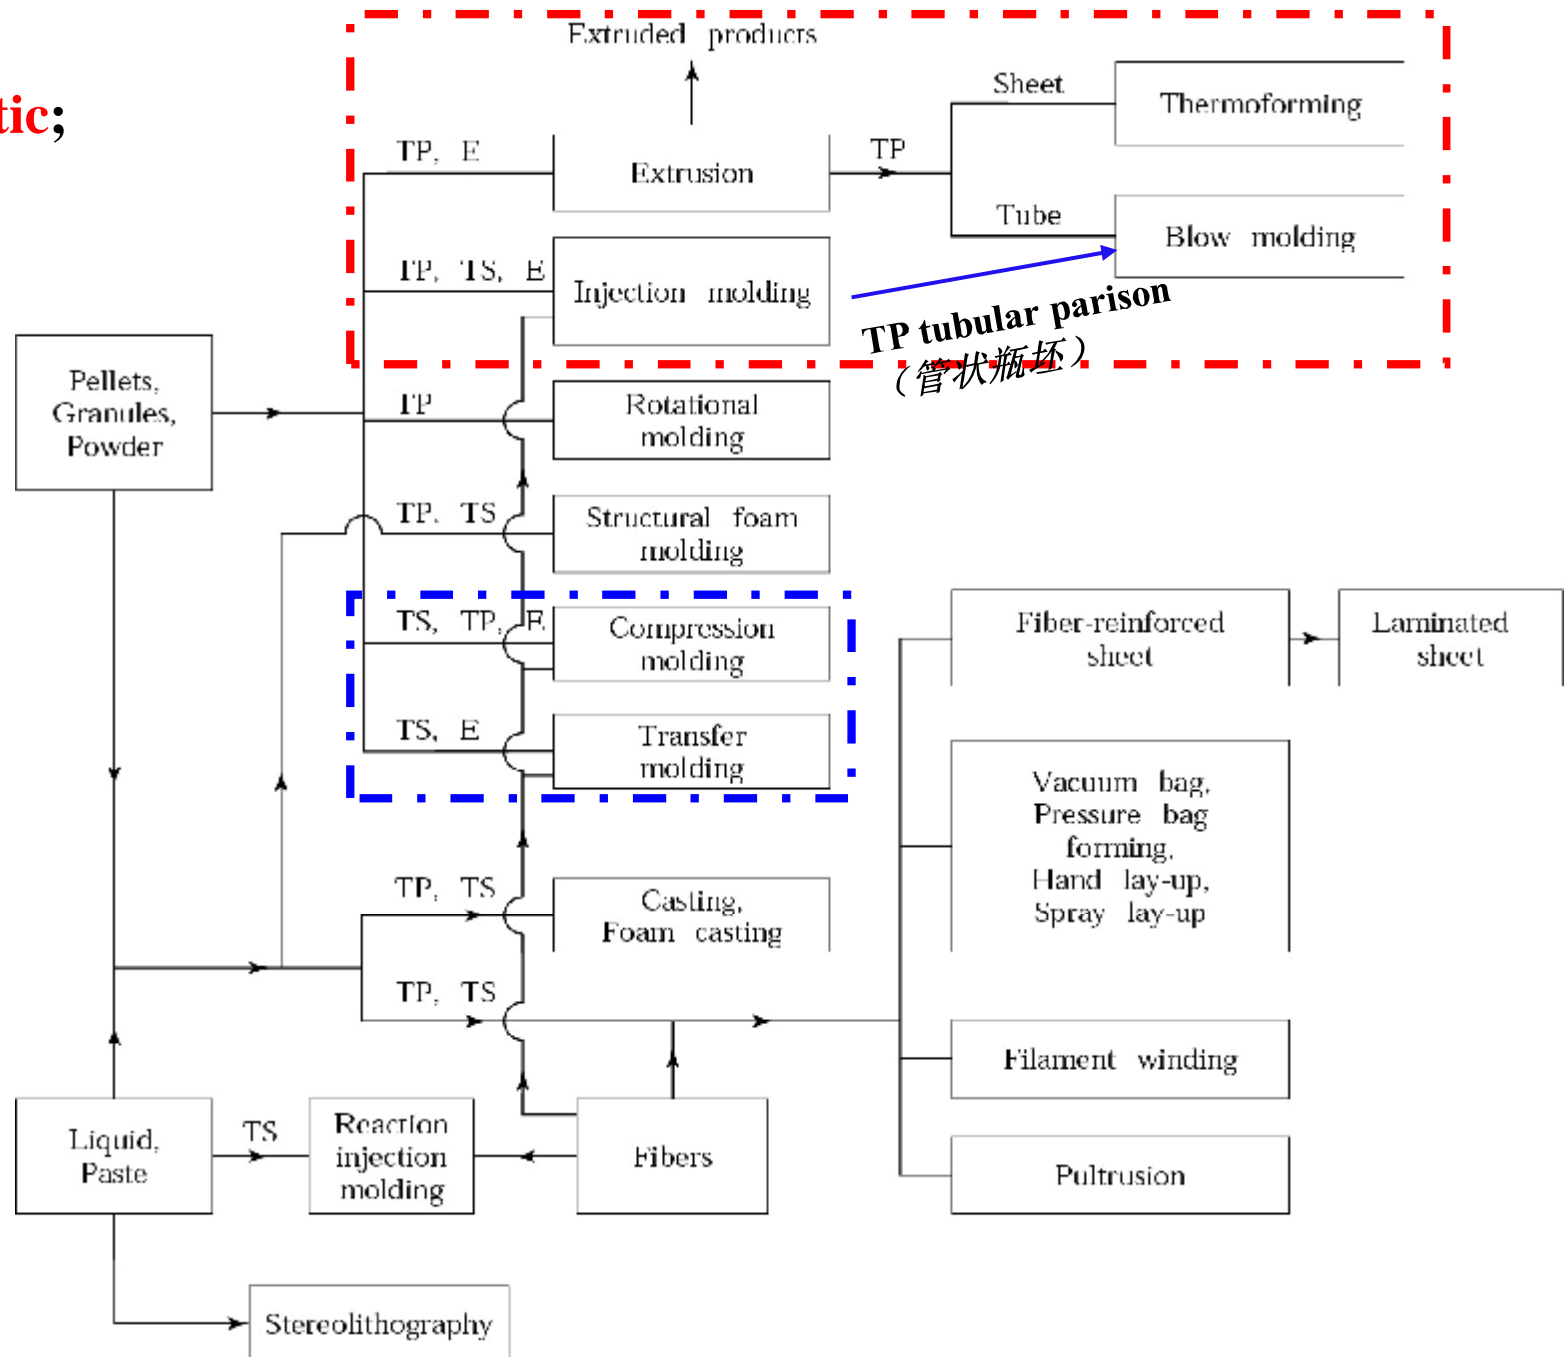 Extruded products
tic;
Sheet
Thermoforming
TP, E
Extrusion
TP
Tube
Blow molding
TP, TS, E
Injection molding
TP tubular parison
（管状瓶坯）
Pellets,
Granules,
Powder
TP
Rotational
molding
TP. TS
Structural foam
molding
TS, TP, E
Compression
molding
Fiber-reinforced
sheet
Laminated
sheet
TS, E
Transfer
molding
Vacuum bag,
Pressure bag
forming,
Hand lay-up,
Spray lay-up
TP, TS
Casting,
Foam casting
TP, TS
Filament winding
Liquid,
Paste
TS
Reaction
injection
molding
Fibers
Pultrusion
Stereolithography